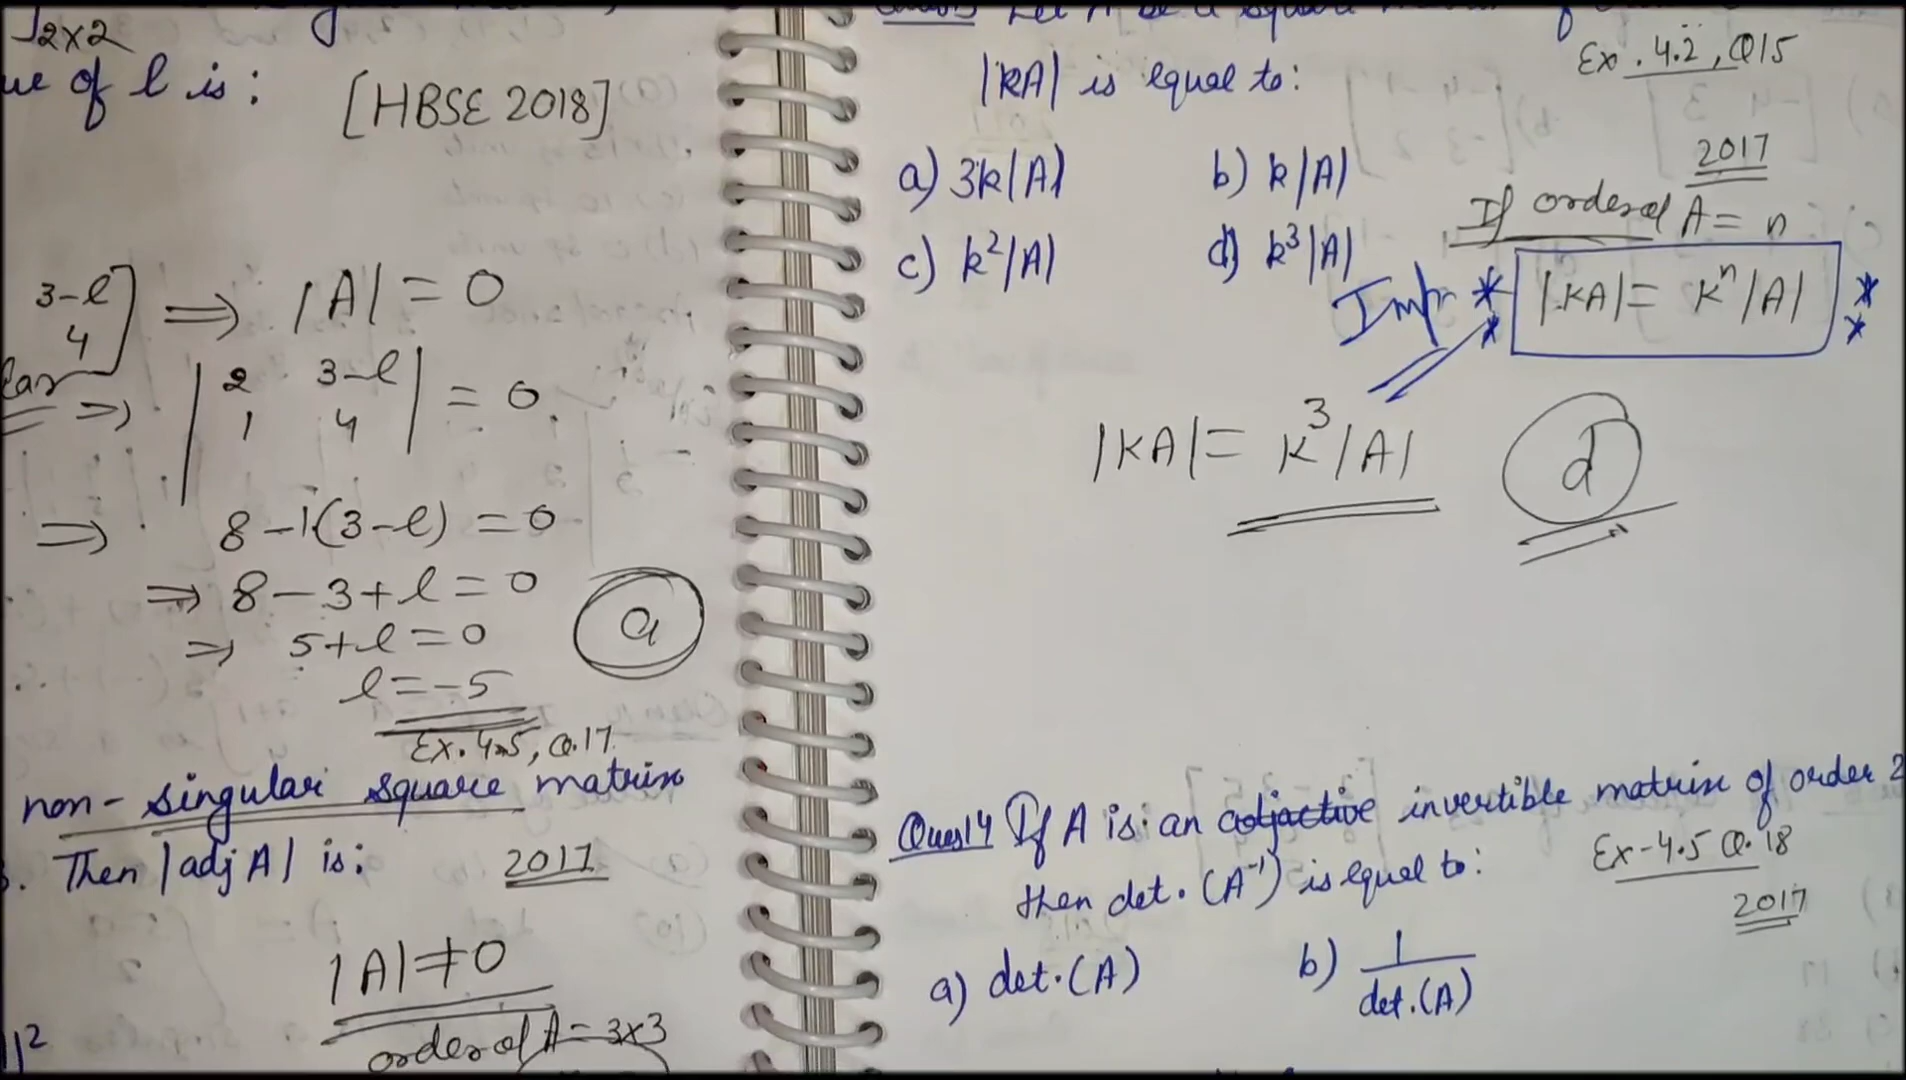 ]2x2
ue of l is: [HBSE 2018]
3-l
4 ] ⟹ |A| = 0
⟹ | 2 3-l |
| 1 4 | = 0
⟹ 8-1(3-l) = 0
⟹ 8-3+l = 0
⟹ 5+l = 0
l = -5
a
Ex. 4.5, Q.17
non-singular square matrix
3. Then |adj A| is: 2017
|A| ≠ 0
order of A = 3x3
|²
Ex. 4.2, Q15
|kA| is equal to:
2017
a) 3k|A| b) k|A|
c) k²|A| d) k³|A|
If order of A = n
Imp ** |KA| = Kⁿ|A| **
|KA| = K³|A| d
Ques14 If A is an adjactive invertible matrix of order 2
then det. (A⁻¹) is equal to: Ex-4.5 Q.18
2017
a) det.(A) b) 1/det.(A)